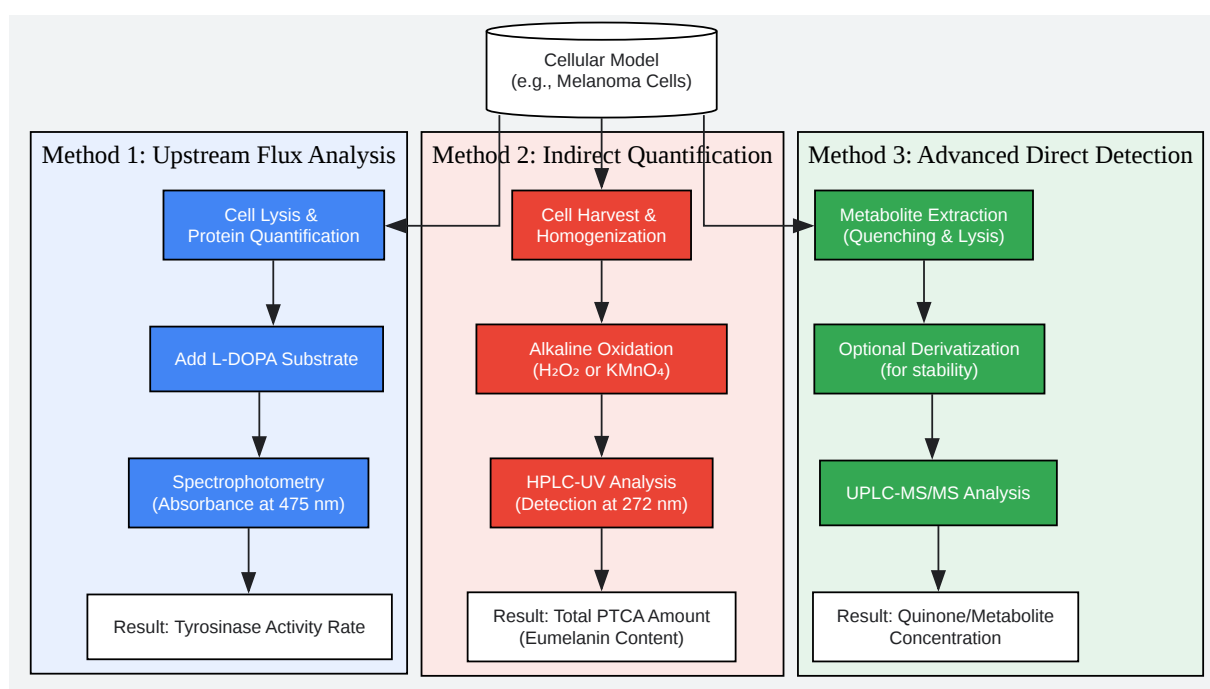 Cellular Model
(e.g., Melanoma Cells)
Method 1: Upstream Flux Analysis
Cell Lysis &
Protein Quantification
Add L-DOPA Substrate
Spectrophotometry
(Absorbance at 475 nm)
Result: Tyrosinase Activity Rate
Method 2: Indirect Quantification
Cell Harvest &
Homogenization
Alkaline Oxidation
(H₂O₂ or KMnO₄)
HPLC-UV Analysis
(Detection at 272 nm)
Result: Total PTCA Amount
(Eumelanin Content)
Method 3: Advanced Direct Detection
Metabolite Extraction
(Quenching & Lysis)
Optional Derivatization
(for stability)
UPLC-MS/MS Analysis
Result: Quinone/Metabolite
Concentration